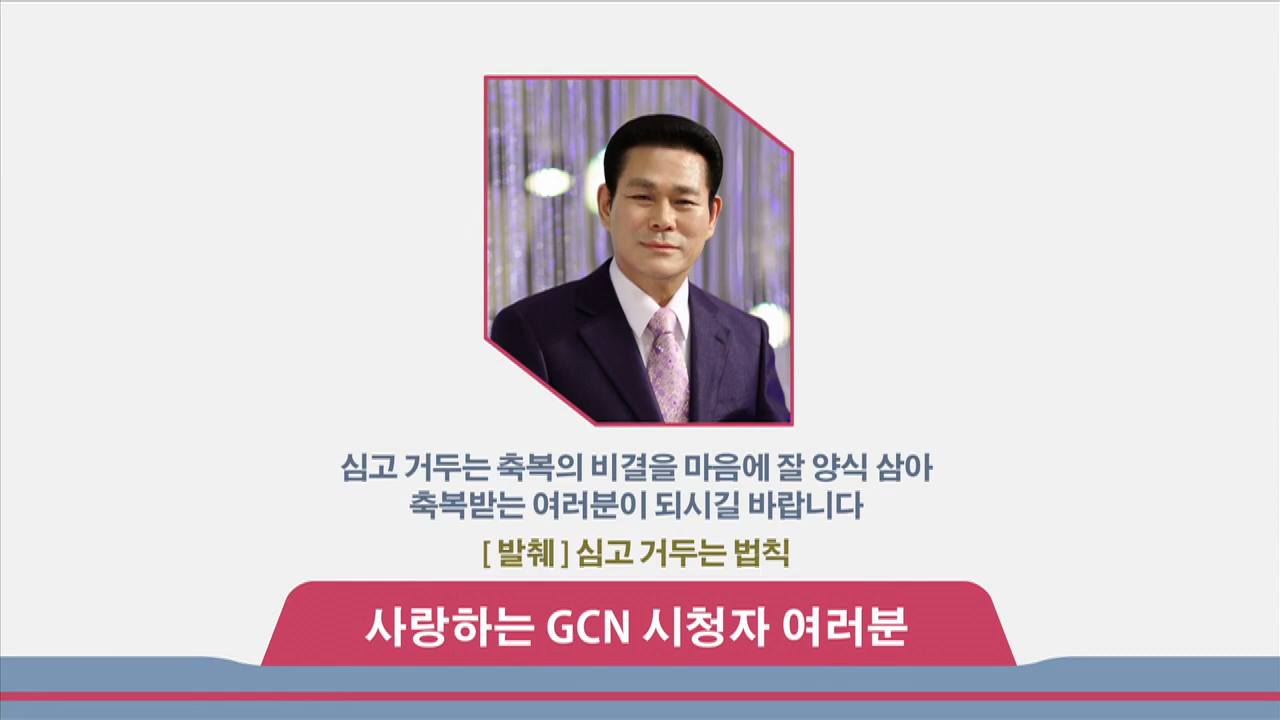 심고 거두는 축복의 비결을 마음에 잘 양식 삼아
축복받는 여러분이 되시길 바랍니다
[ 발췌 ] 심고 거두는 법칙
사랑하는 GCN 시청자 여러분